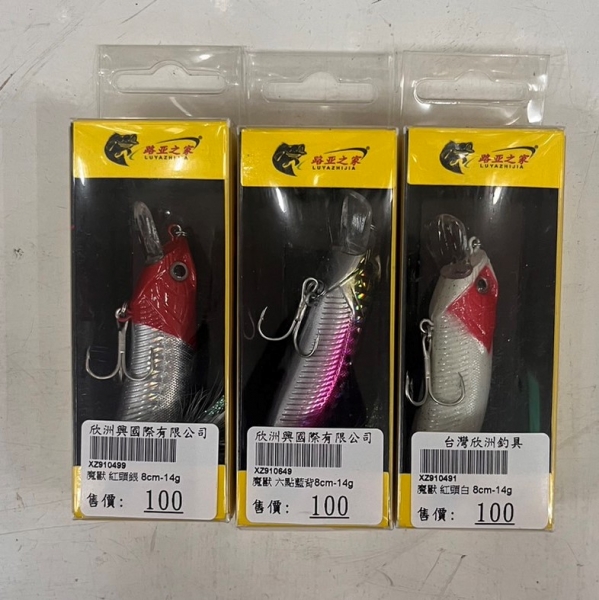 路亚之家
LUYAZHIJIA
欣洲興國際有限公司
XZ910499
魔獸 紅頭銀 8cm-14g
售價: 100
路亚之家
LUYAZHIJIA
欣洲興國際有限公司
XZ910649
魔獸 六點藍背8cm-14g
售價: 100
路亚之家
LUYAZHIJIA
台灣欣洲釣具
XZ910491
魔獸 紅頭白 8cm-14g
售價: 100